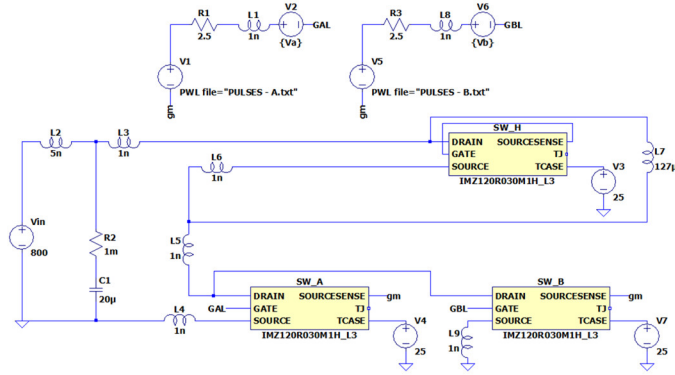 R1
2.5
L1
1n
V2
{Va}
GAL
V1
PWL file="PULSES - A.txt"
gm
R3
2.5
L8
1n
V6
{Vb}
GBL
V5
PWL file="PULSES - B.txt"
gm
L2
5n
L3
1n
SW_H
DRAIN SOURCESENSE
GATE TJ
SOURCE TCASE
IMZ120R030M1H_L3
L6
1n
V3
25
L7
127µ
Vin
800
R2
1m
C1
20µ
L5
1n
L4
1n
SW_A
DRAIN SOURCESENSE
GATE TJ
SOURCE TCASE
IMZ120R030M1H_L3
GAL
gm
V4
25
SW_B
DRAIN SOURCESENSE
GATE TJ
SOURCE TCASE
IMZ120R030M1H_L3
GBL
gm
L9
1n
V7
25